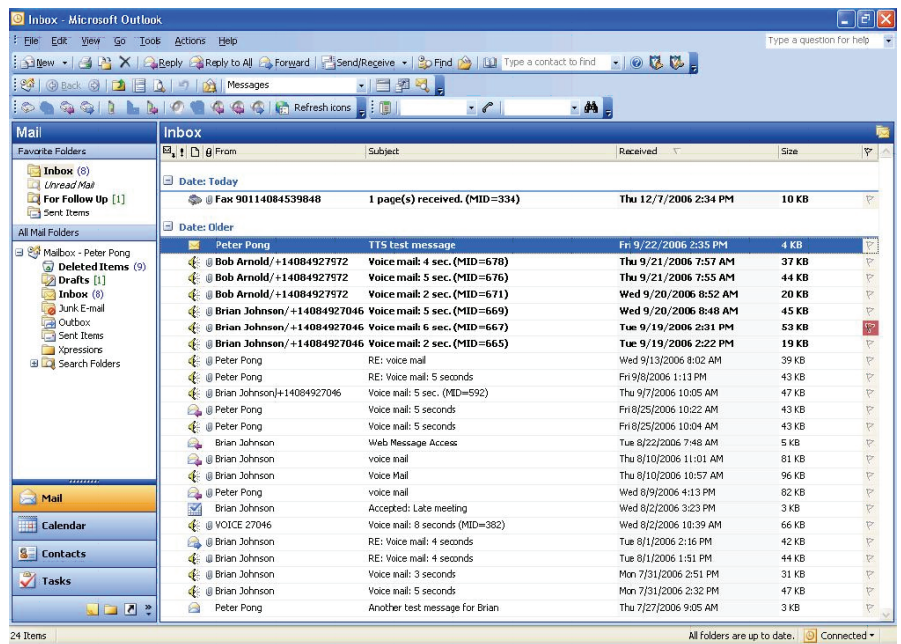 Inbox - Microsoft Outlook
File Edit View Go Tools Actions Help Type a question for help
New Reply Reply to All Forward Send/Receive Find Type a contact to find
Back Messages
Refresh icons
Mail
Favorite Folders
Inbox (8)
Unread Mail
For Follow Up [1]
Sent Items
All Mail Folders
Mailbox - Peter Pong
Deleted Items (9)
Drafts [1]
Inbox (8)
Junk E-mail
Outbox
Sent Items
Xpressions
Search Folders
Mail
Calendar
Contacts
Tasks
Inbox
From Subject Received Size
Date: Today
Fax 90114084539848 1 page(s) received. (MID=334) Thu 12/7/2006 2:34 PM 10 KB
Date: Older
Peter Pong TTS test message Fri 9/22/2006 2:35 PM 4 KB
Bob Arnold/+14084927972 Voice mail: 4 sec. (MID=678) Thu 9/21/2006 7:57 AM 37 KB
Bob Arnold/+14084927972 Voice mail: 5 sec. (MID=676) Thu 9/21/2006 7:55 AM 44 KB
Bob Arnold/+14084927972 Voice mail: 2 sec. (MID=671) Wed 9/20/2006 8:52 AM 20 KB
Brian Johnson/+14084927046 Voice mail: 5 sec. (MID=669) Wed 9/20/2006 8:48 AM 45 KB
Brian Johnson/+14084927046 Voice mail: 6 sec. (MID=667) Tue 9/19/2006 2:31 PM 53 KB
Brian Johnson/+14084927046 Voice mail: 2 sec. (MID=665) Tue 9/19/2006 2:22 PM 19 KB
Peter Pong RE: voice mail Wed 9/13/2006 8:02 AM 39 KB
Peter Pong RE: Voice mail: 5 seconds Fri 9/8/2006 1:13 PM 43 KB
Brian Johnson/+14084927046 Voice mail: 5 sec. (MID=592) Thu 9/7/2006 10:05 AM 47 KB
Peter Pong Voice mail: 5 seconds Fri 8/25/2006 10:22 AM 43 KB
Peter Pong Voice mail: 5 seconds Fri 8/25/2006 10:04 AM 43 KB
Brian Johnson Web Message Access Tue 8/22/2006 7:48 AM 5 KB
Brian Johnson voice mail Thu 8/10/2006 11:01 AM 81 KB
Brian Johnson Voice Mail Thu 8/10/2006 10:57 AM 96 KB
Peter Pong voice mail Wed 8/9/2006 4:13 PM 82 KB
Brian Johnson Accepted: Late meeting Wed 8/2/2006 3:23 PM 3 KB
VOICE 27046 Voice mail: 8 seconds (MID=382) Wed 8/2/2006 10:39 AM 66 KB
Brian Johnson RE: Voice mail: 4 seconds Tue 8/1/2006 2:16 PM 42 KB
Brian Johnson RE: Voice mail: 4 seconds Tue 8/1/2006 1:51 PM 44 KB
Brian Johnson Voice mail: 3 seconds Mon 7/31/2006 2:51 PM 31 KB
Brian Johnson Voice mail: 5 seconds Mon 7/31/2006 2:32 PM 47 KB
Peter Pong Another test message for Brian Thu 7/27/2006 9:05 AM 3 KB
24 Items All folders are up to date. Connected